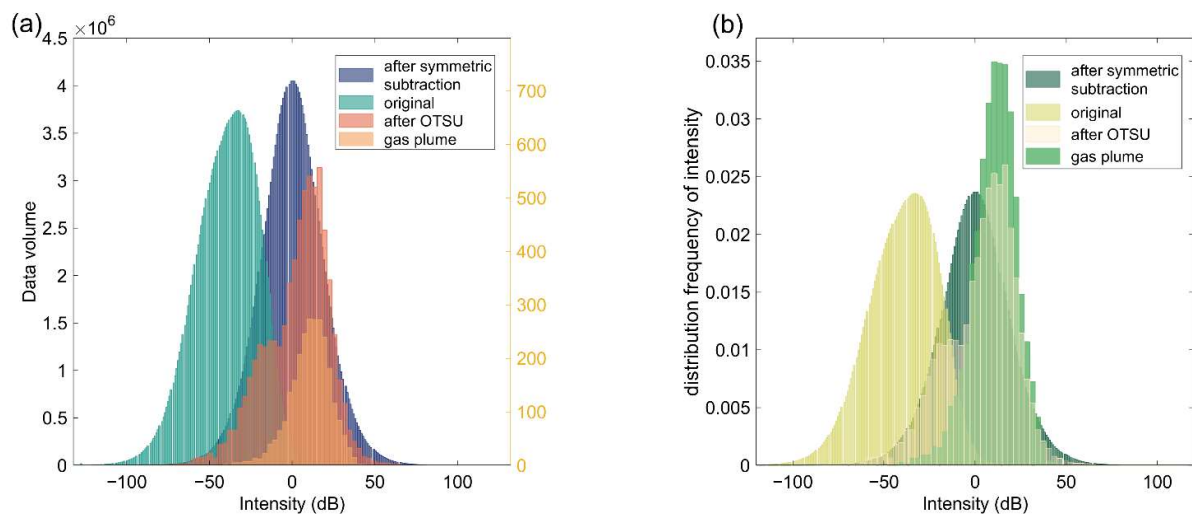 (a)
×10⁶
4.5
4
3.5
3
2.5
2
1.5
1
0.5
0
Data volume
−100 −50 0 50 100
Intensity (dB)
700
600
500
400
300
200
100
0
after symmetric
subtraction
original
after OTSU
gas plume
(b)
0.035
0.03
0.025
0.02
0.015
0.01
0.005
0
distribution frequency of intensity
−100 −50 0 50 100
Intensity (dB)
after symmetric
subtraction
original
after OTSU
gas plume